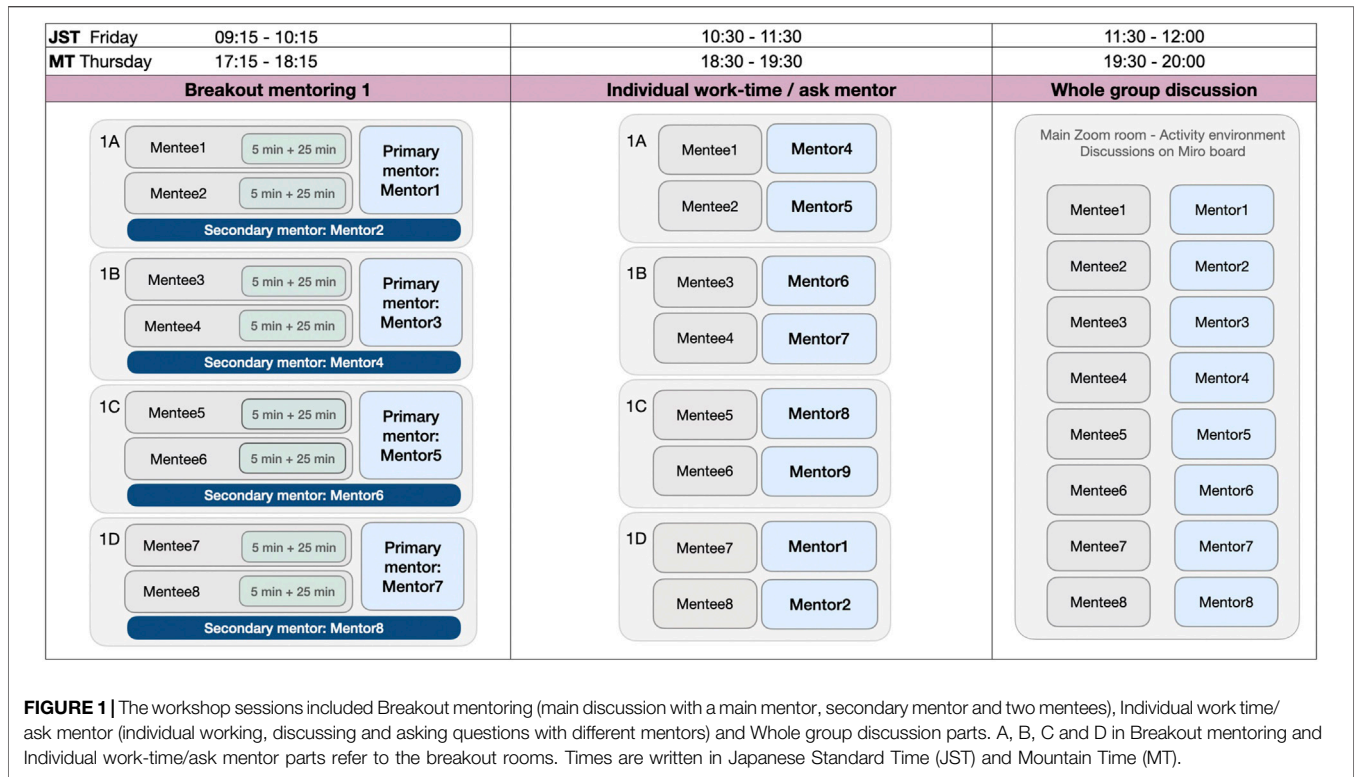 JST Friday 09:15 - 10:15 10:30 - 11:30 11:30 - 12:00
MT Thursday 17:15 - 18:15 18:30 - 19:30 19:30 - 20:00
Breakout mentoring 1 Individual work-time / ask mentor Whole group discussion
1A
Mentee1 5 min + 25 min
Mentee2 5 min + 25 min
Primary
mentor:
Mentor1
Secondary mentor: Mentor2
1B
Mentee3 5 min + 25 min
Mentee4 5 min + 25 min
Primary
mentor:
Mentor3
Secondary mentor: Mentor4
1C
Mentee5 5 min + 25 min
Mentee6 5 min + 25 min
Primary
mentor:
Mentor5
Secondary mentor: Mentor6
1D
Mentee7 5 min + 25 min
Mentee8 5 min + 25 min
Primary
mentor:
Mentor7
Secondary mentor: Mentor8
1A
Mentee1 Mentor4
Mentee2 Mentor5
1B
Mentee3 Mentor6
Mentee4 Mentor7
1C
Mentee5 Mentor8
Mentee6 Mentor9
1D
Mentee7 Mentor1
Mentee8 Mentor2
Main Zoom room - Activity environment
Discussions on Miro board
Mentee1 Mentor1
Mentee2 Mentor2
Mentee3 Mentor3
Mentee4 Mentor4
Mentee5 Mentor5
Mentee6 Mentor6
Mentee7 Mentor7
Mentee8 Mentor8
FIGURE 1 | The workshop sessions included Breakout mentoring (main discussion with a main mentor, secondary mentor and two mentees), Individual work time/
ask mentor (individual working, discussing and asking questions with different mentors) and Whole group discussion parts. A, B, C and D in Breakout mentoring and
Individual work-time/ask mentor parts refer to the breakout rooms. Times are written in Japanese Standard Time (JST) and Mountain Time (MT).